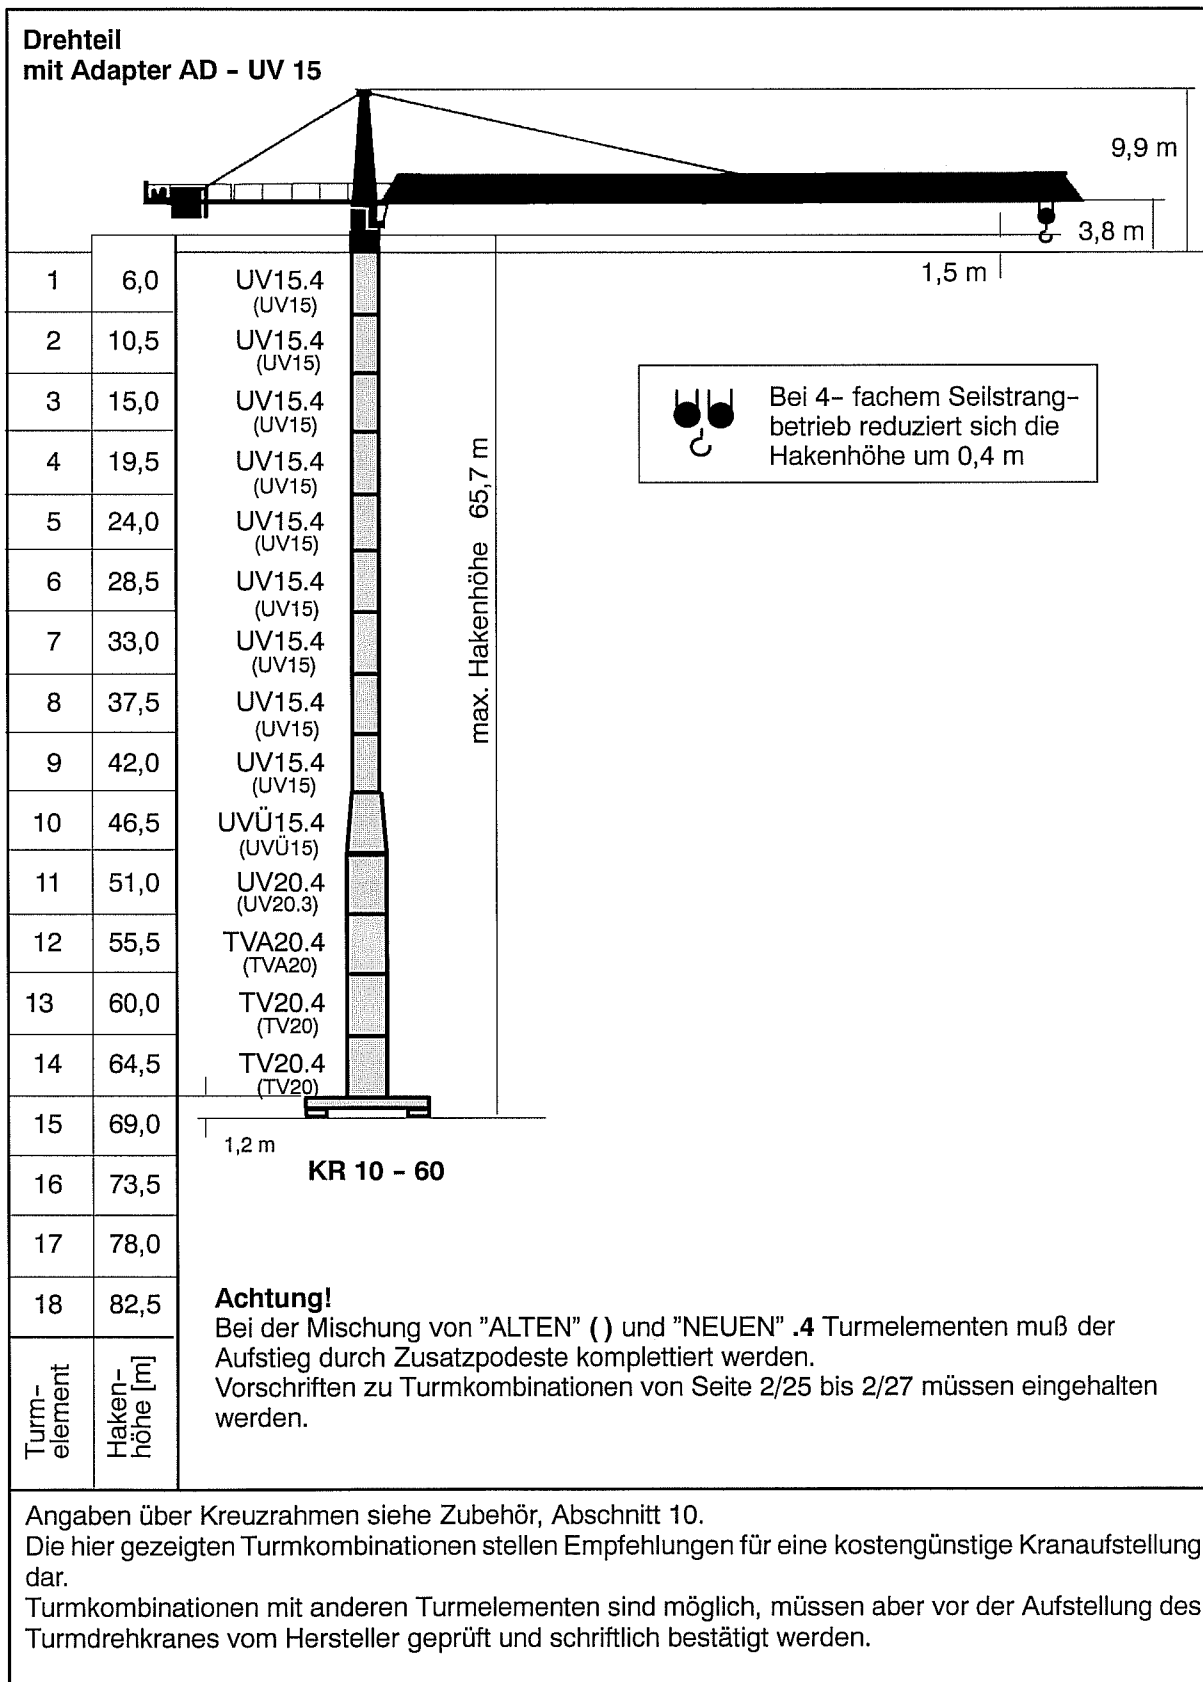 Drehteil
mit Adapter AD - UV 15
9,9 m
3,8 m
1,5 m
1 6,0 UV15.4
(UV15)
2 10,5 UV15.4
(UV15)
3 15,0 UV15.4
(UV15)
4 19,5 UV15.4
(UV15)
5 24,0 UV15.4
(UV15)
6 28,5 UV15.4
(UV15)
7 33,0 UV15.4
(UV15)
8 37,5 UV15.4
(UV15)
9 42,0 UV15.4
(UV15)
10 46,5 UVÜ15.4
(UVÜ15)
11 51,0 UV20.4
(UV20.3)
12 55,5 TVA20.4
(TVA20)
13 60,0 TV20.4
(TV20)
14 64,5 TV20.4
(TV20)
15 69,0
16 73,5
17 78,0
18 82,5
Turm-
element
Haken-
höhe [m]
max. Hakenhöhe 65,7 m
Bei 4- fachem Seilstrang-
betrieb reduziert sich die
Hakenhöhe um 0,4 m
1,2 m
KR 10 - 60
Achtung!
Bei der Mischung von "ALTEN" ( ) und "NEUEN" .4 Turmelementen muß der
Aufstieg durch Zusatzpodeste komplettiert werden.
Vorschriften zu Turmkombinationen von Seite 2/25 bis 2/27 müssen eingehalten
werden.
Angaben über Kreuzrahmen siehe Zubehör, Abschnitt 10.
Die hier gezeigten Turmkombinationen stellen Empfehlungen für eine kostengünstige Kranaufstellung
dar.
Turmkombinationen mit anderen Turmelementen sind möglich, müssen aber vor der Aufstellung des
Turmdrehkranes vom Hersteller geprüft und schriftlich bestätigt werden.